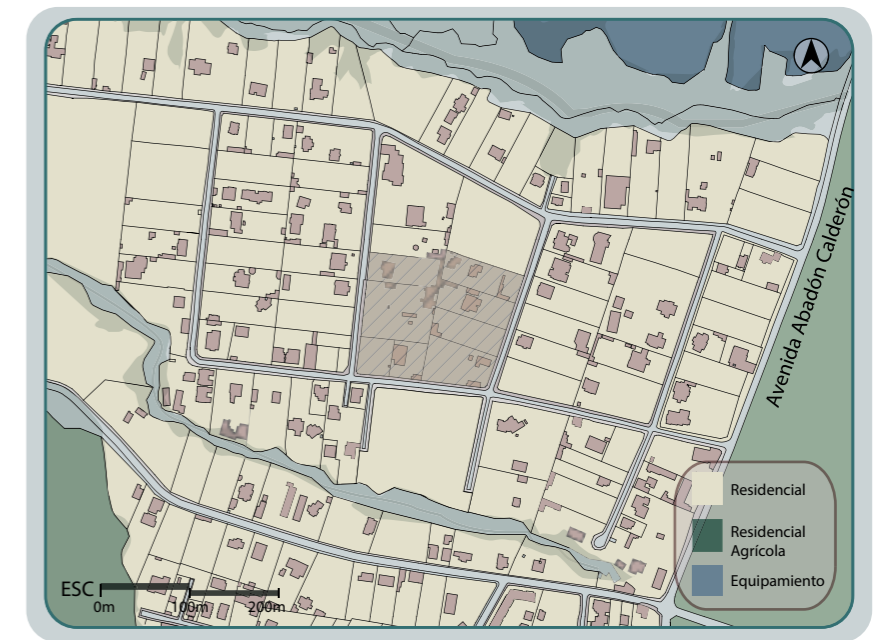 Avenida Abadón Calderón
Residencial
Residencial
Agrícola
Equipamiento
ESC
0m 100m 200m